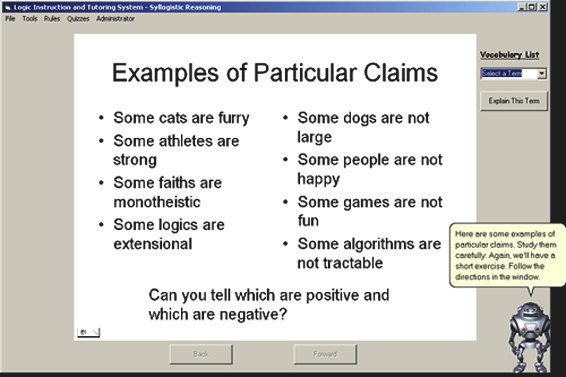 Logic Instruction and Tutoring System - Syllogistic Reasoning
File Tools Rules Quizzes Administrator
Examples of Particular Claims
• Some cats are furry
• Some athletes are
strong
• Some faiths are
monotheistic
• Some logics are
extensional
• Some dogs are not
large
• Some people are not
happy
• Some games are not
fun
• Some algorithms are
not tractable
Can you tell which are positive and
which are negative?
Vocabulary List
Select a Term
Explain This Term
Here are some examples of
particular claims. Study them
carefully. Again, we'll have a
short exercise. Follow the
directions in the window.
Back
Forward